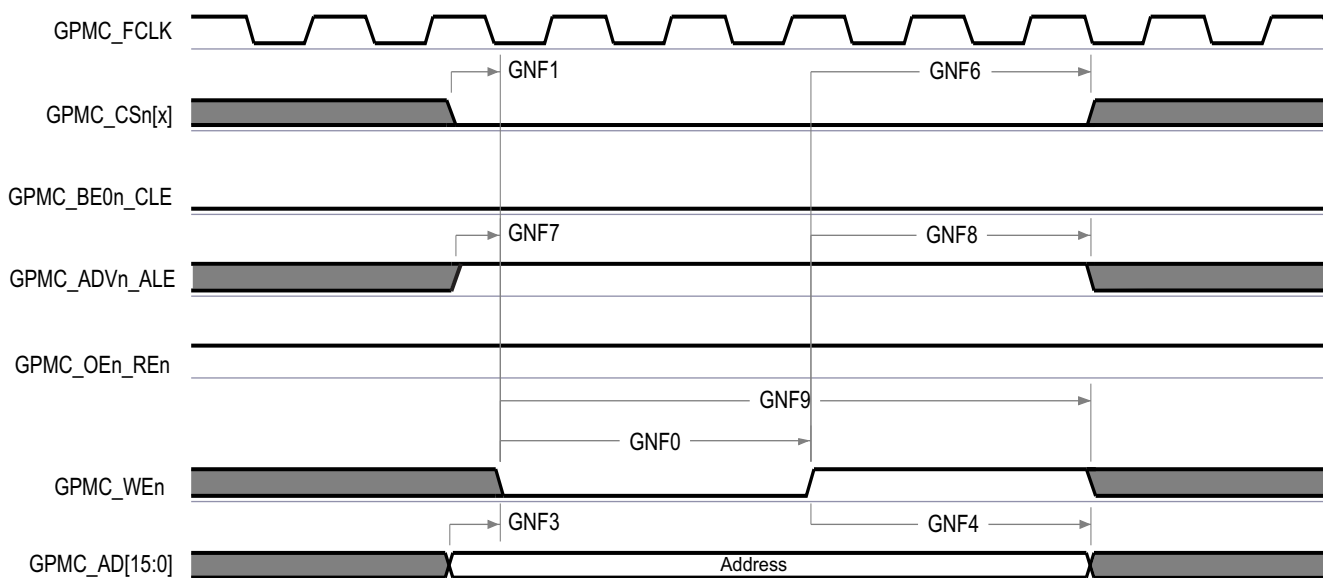 GPMC_FCLK
GNF1
GNF6
GPMC_CSn[x]
GPMC_BE0n_CLE
GNF7
GNF8
GPMC_ADVn_ALE
GPMC_OEn_REn
GNF9
GNF0
GPMC_WEn
GNF3
GNF4
GPMC_AD[15:0]
Address